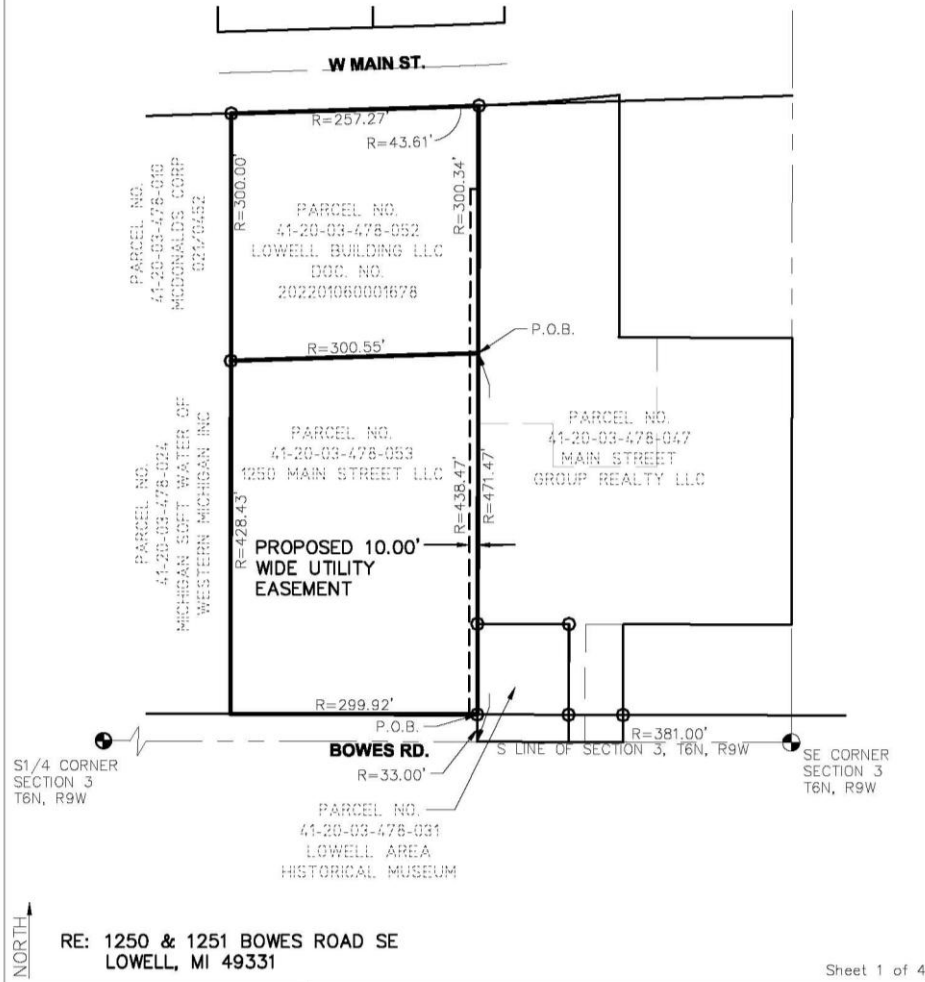 W MAIN ST.
R=257.27'
R=43.61'
R=300.00'
R=300.34'
PARCEL NO.
41-20-03-478-010
MCDONALDS CORP
021/0452
PARCEL NO.
41-20-03-478-052
LOWELL BUILDING LLC
DOC. NO.
202201060001678
P.O.B.
R=300.55'
PARCEL NO.
41-20-03-478-024
MICHIGAN SOFT WATER OF
WESTERN MICHIGAN INC
R=428.43'
PARCEL NO.
41-20-03-478-053
1250 MAIN STREET LLC
R=438.47'
R=471.47'
PARCEL NO.
41-20-03-478-047
MAIN STREET
GROUP REALTY LLC
PROPOSED 10.00'
WIDE UTILITY
EASEMENT
R=299.92'
P.O.B.
BOWES RD.
R=33.00'
R=381.00'
S LINE OF SECTION 3, T6N, R9W
S1/4 CORNER
SECTION 3
T6N, R9W
SE CORNER
SECTION 3
T6N, R9W
PARCEL NO.
41-20-03-478-031
LOWELL AREA
HISTORICAL MUSEUM
NORTH
RE: 1250 & 1251 BOWES ROAD SE
LOWELL, MI 49331
Sheet 1 of 4